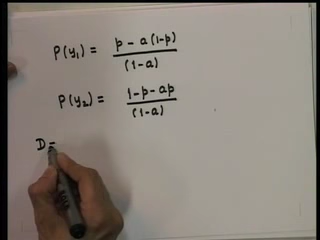 P(y₁) = p - a(1-p) / (1-a)
P(y₂) = 1-p-ap / (1-a)
D =